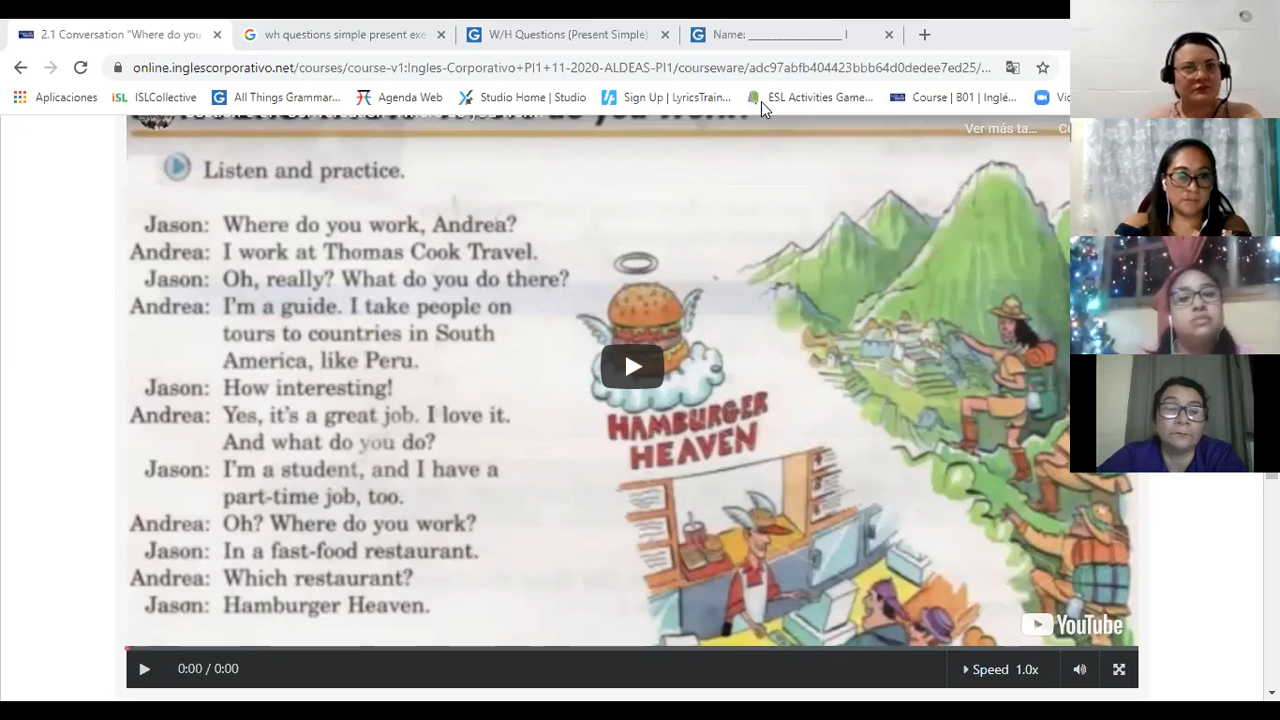 2.1 Conversation "Where do you
wh questions simple present exe
W/H Questions (Present Simple)
Name: __________________ I
online.inglescorporativo.net/courses/course-v1:Ingles-Corporativo+PI1+11-2020-ALDEAS-PI1/courseware/adc97abfb404423bbb64d0dedee7ed25/...
Aplicaciones
ISLCollective
All Things Grammar...
Agenda Web
Studio Home | Studio
Sign Up | LyricsTrain...
ESL Activities Game...
Course | B01 | Inglé...
Ver más ta...
Listen and practice.
Jason: Where do you work, Andrea?
Andrea: I work at Thomas Cook Travel.
Jason: Oh, really? What do you do there?
Andrea: I'm a guide. I take people on
tours to countries in South
America, like Peru.
Jason: How interesting!
Andrea: Yes, it's a great job. I love it.
And what do you do?
Jason: I'm a student, and I have a
part-time job, too.
Andrea: Oh? Where do you work?
Jason: In a fast-food restaurant.
Andrea: Which restaurant?
Jason: Hamburger Heaven.
HAMBURGER
HEAVEN
YouTube
0:00 / 0:00
Speed 1.0x